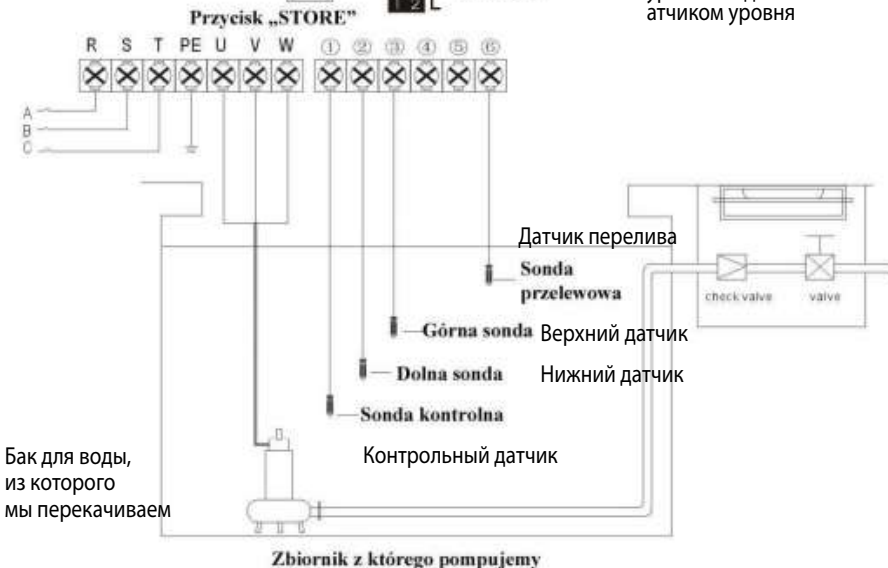 Przycisk „STORE”
1 2 L
атчиком уровня
R S T PE U V W ① ② ③ ④ ⑤ ⑥
A
B
C
Датчик перелива
Sonda
przelewowa
check valve
valve
Górna sonda
Верхний датчик
Dolna sonda
Нижний датчик
Sonda kontrolna
Контрольный датчик
Бак для воды,
из которого
мы перекачиваем
Zbiornik z którego pompujemy